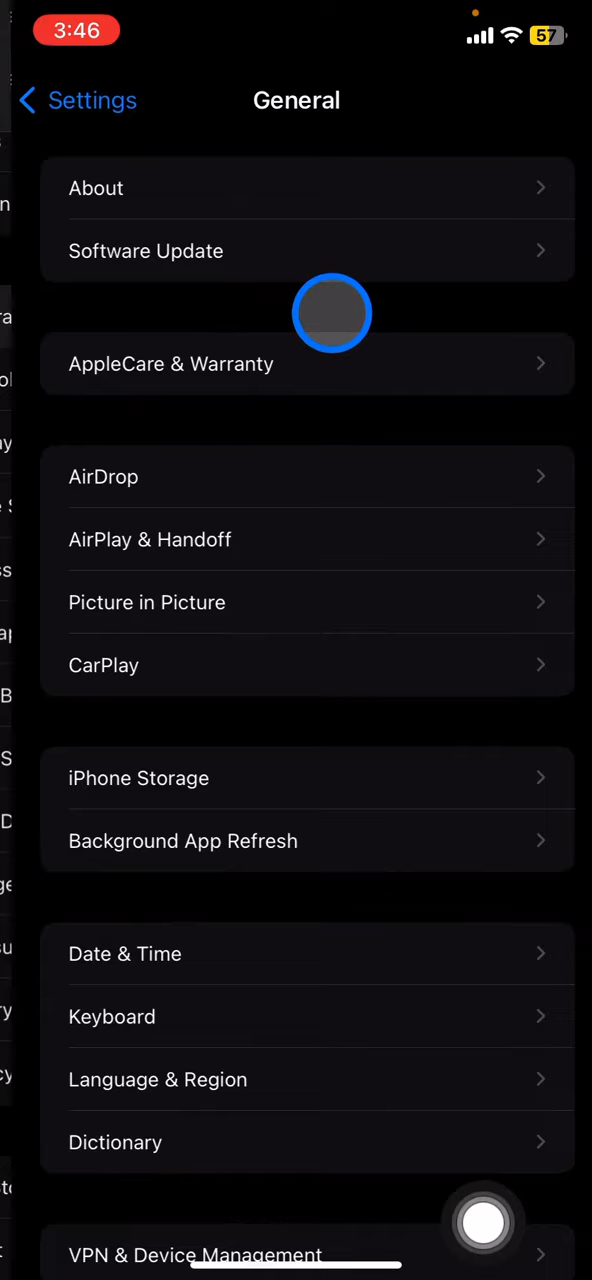 3:46
57
Settings
General
About
Software Update
AppleCare & Warranty
AirDrop
AirPlay & Handoff
Picture in Picture
CarPlay
iPhone Storage
Background App Refresh
Date & Time
Keyboard
Language & Region
Dictionary
VPN & Device Management